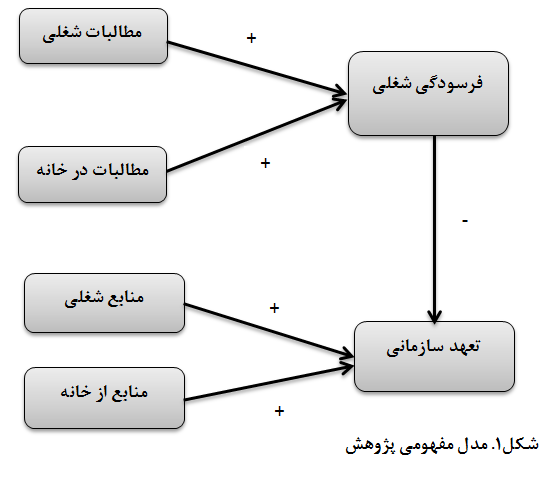 مطالبات شغلی
+
فرسودگی شغلی
مطالبات در خانه
+
-
منابع شغلی
+
تعهد سازمانی
منابع از خانه
+
شکل۱. مدل مفهومی پژوهش